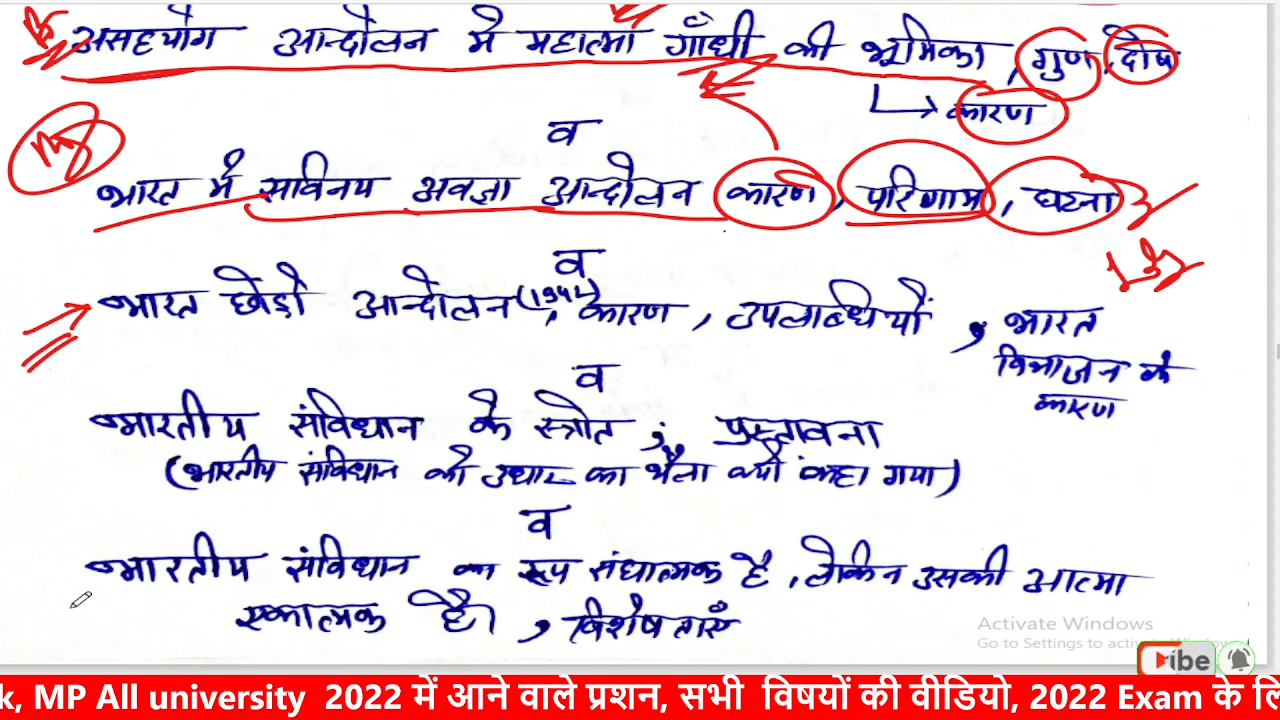 असहयोग आन्दोलन में महात्मा गाँधी की भूमिका, गुण, दोष
कारण
व
भारत में सविनय अवज्ञा आन्दोलन कारण, परिणाम, घटना
व
भारत छोड़ो आन्दोलन (1942), कारण, उपलब्धियाँ, भारत
विभाजन के
कारण
व
भारतीय संविधान के स्त्रोत, प्रस्तावना
(भारतीय संविधान को उधार का थैला क्यों कहा गया)
व
भारतीय संविधान का रूप संघात्मक है, लेकिन उसकी आत्मा
एकात्मक है।, विशेषताएँ
Activate Windows
Go to Settings to activate Windows
ibe
k, MP All university 2022 में आने वाले प्रशन, सभी विषयों की वीडियो, 2022 Exam के लि